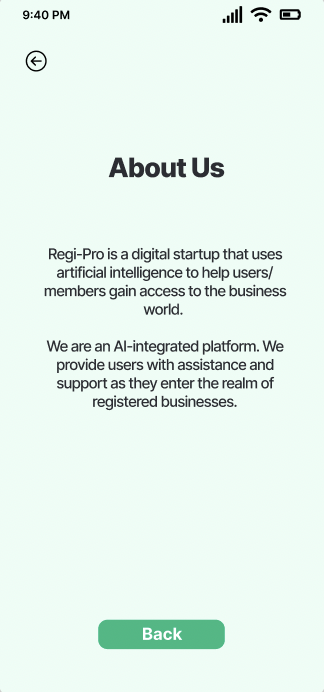 9:40 PM
About Us
Regi-Pro is a digital startup that uses
artificial intelligence to help users/
members gain access to the business
world.
We are an AI-integrated platform. We
provide users with assistance and
support as they enter the realm of
registered businesses.
Back